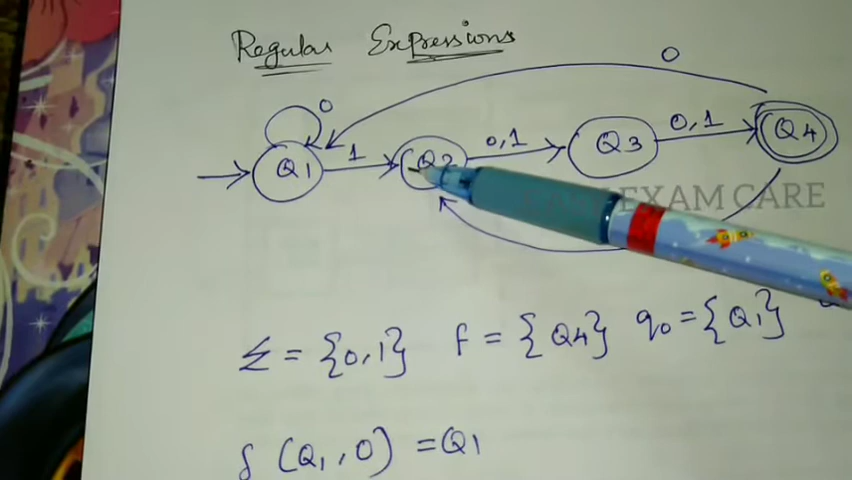 Regular Expressions
0
0
Q1 1 Q2 0,1 Q3 0,1 Q4
EXAM CARE
Σ = {0,1} F = {Q4} q0 = {Q1}
δ (Q1, 0) = Q1